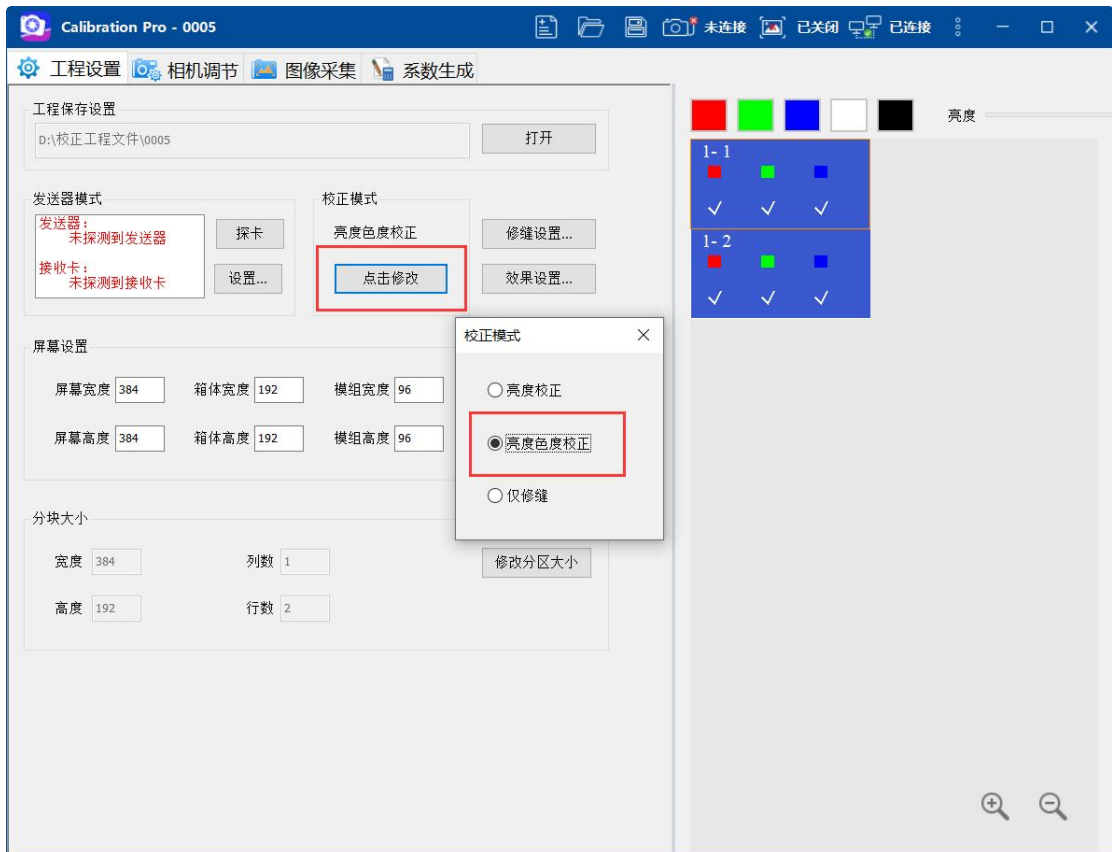 Calibration Pro - 0005
未连接
已关闭
已连接
工程设置
相机调节
图像采集
系数生成
工程保存设置
D:\校正工程文件\0005
打开
发送器模式
发送器:
未探测到发送器
接收卡:
未探测到接收卡
探卡
设置...
校正模式
亮度色度校正
点击修改
修缝设置...
效果设置...
屏幕设置
屏幕宽度 384 箱体宽度 192 模组宽度 96
屏幕高度 384 箱体高度 192 模组高度 96
分块大小
宽度 384 列数 1 修改分区大小
高度 192 行数 2
校正模式
亮度校正
亮度色度校正
仅修缝
亮度
1- 1
1- 2